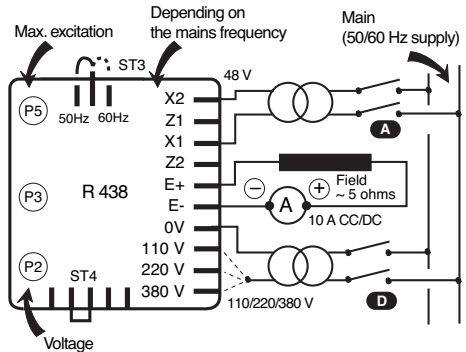 Max. excitation
Depending on
the mains frequency
Main
(50/60 Hz supply)
ST3
48 V
P5
50Hz
60Hz
X2
Z1
X1
Z2
E+
E-
0V
110 V
220 V
380 V
A
P3
R 438
Field
~ 5 ohms
−
A
+
10 A CC/DC
P2
ST4
110/220/380 V
D
Voltage